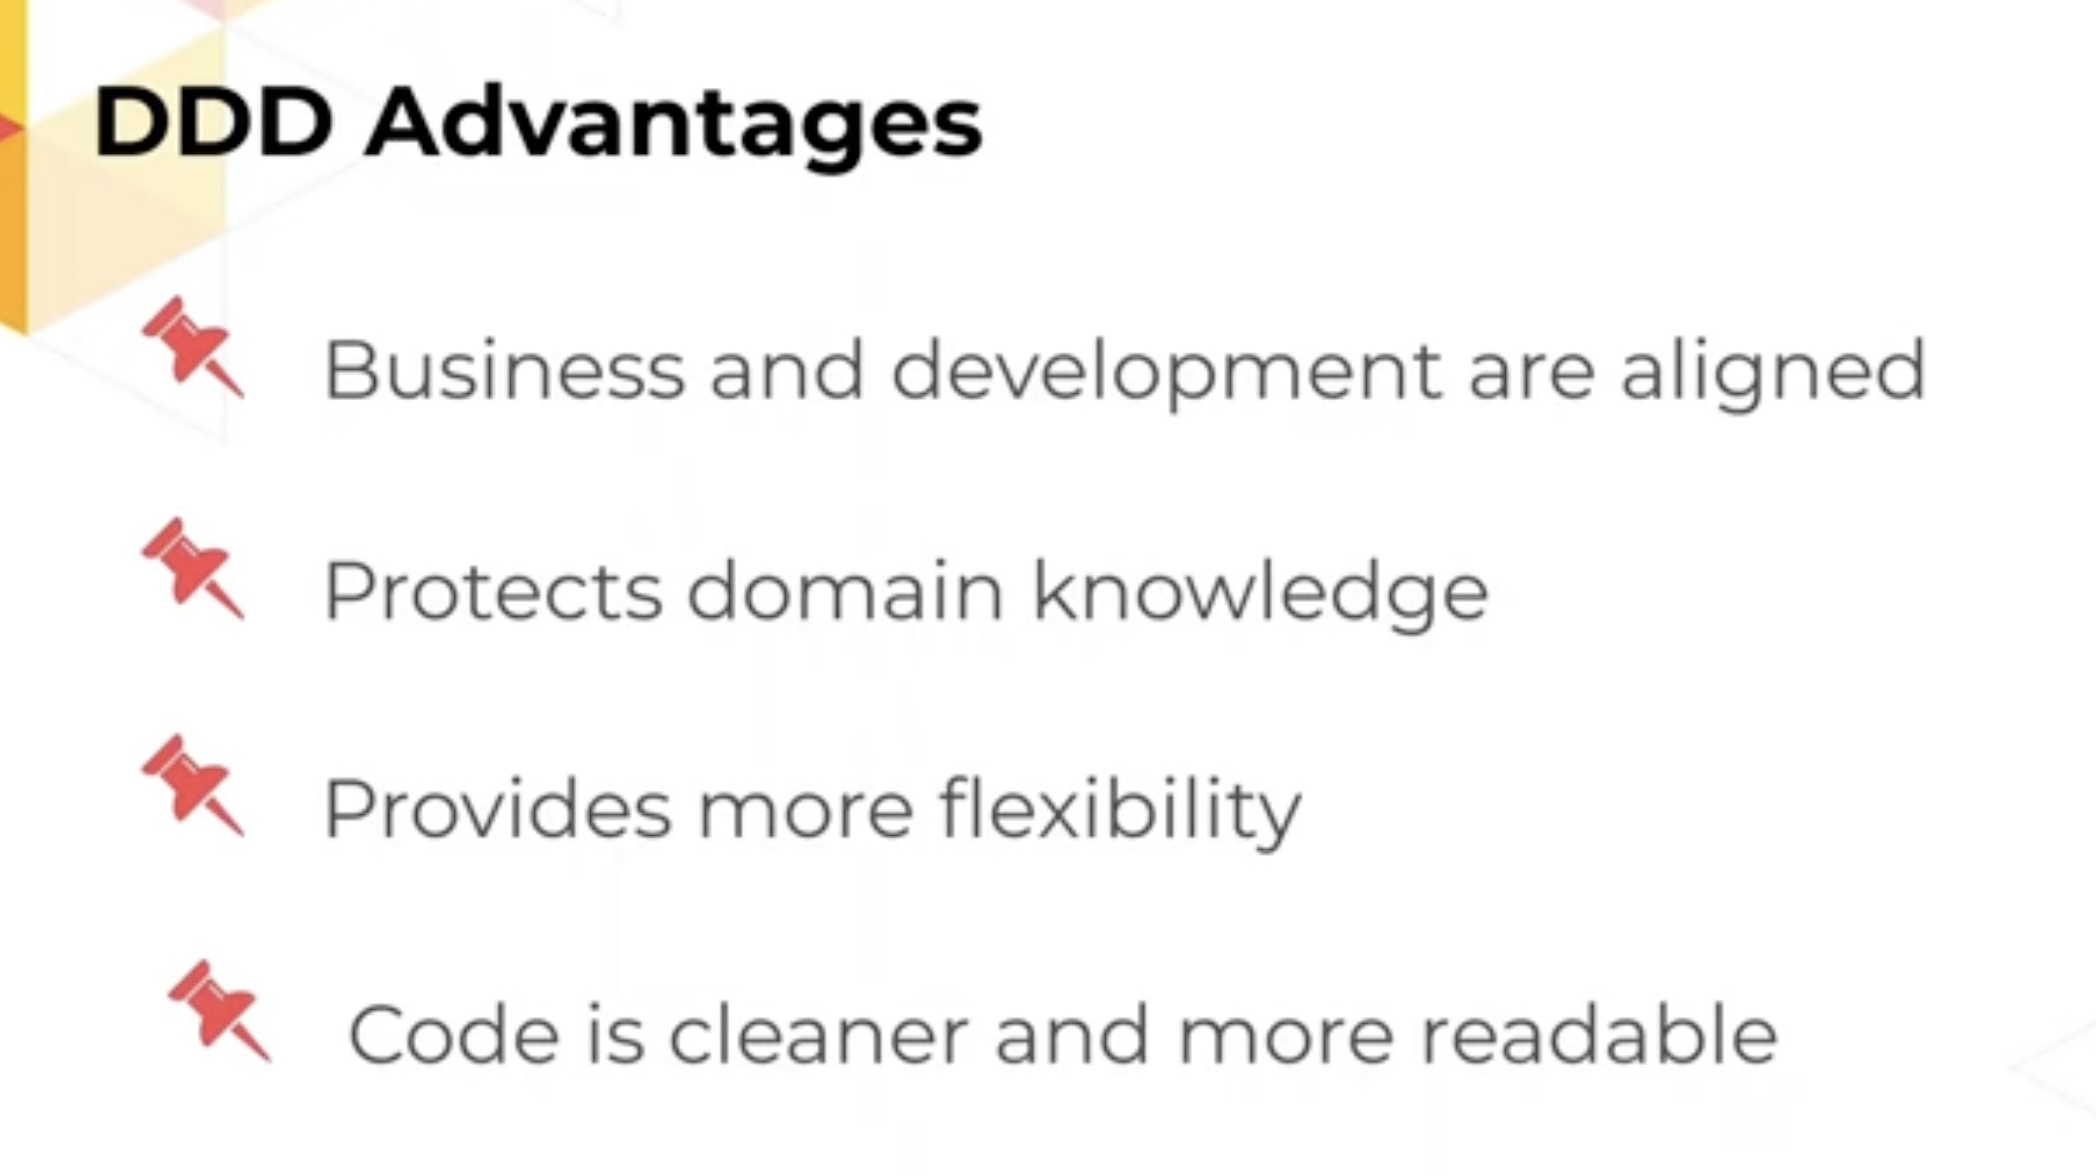 DDD Advantages
Business and development are aligned
Protects domain knowledge
Provides more flexibility
Code is cleaner and more readable